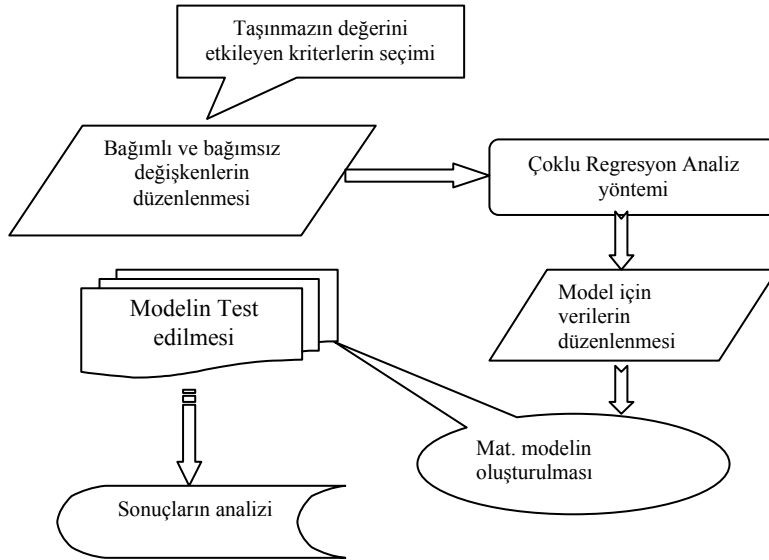 Taşınmazın değerini
etkileyen kriterlerin seçimi
Bağımlı ve bağımsız
değişkenlerin
düzenlenmesi
Çoklu Regresyon Analiz
yöntemi
Model için
verilerin
düzenlenmesi
Modelin Test
edilmesi
Mat. modelin
oluşturulması
Sonuçların analizi